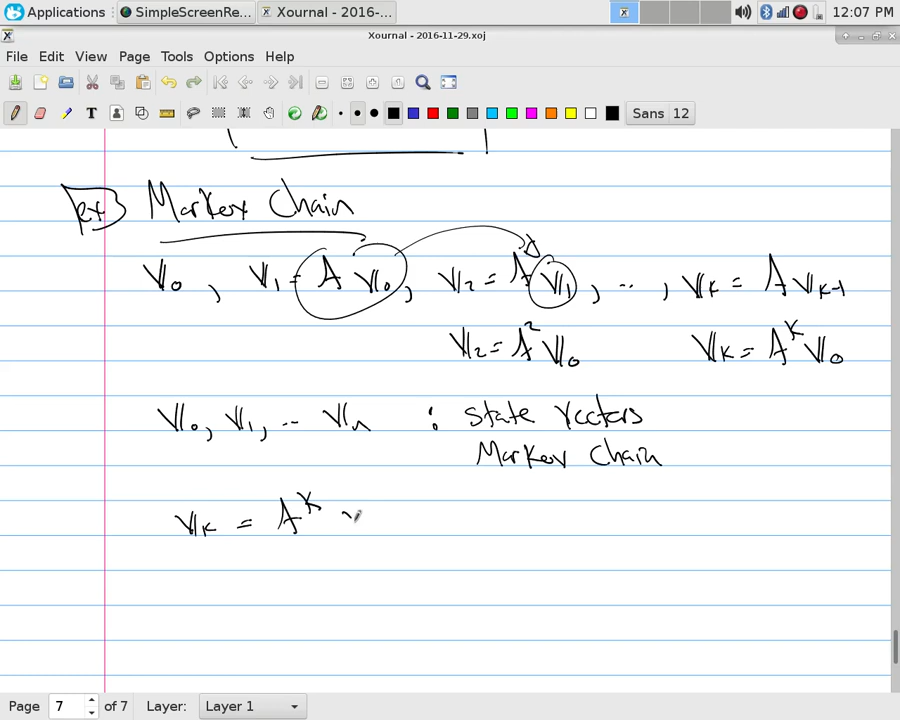 Applications SimpleScreenRe... Xournal - 2016-... 12:07 PM
Xournal - 2016-11-29.xoj
File Edit View Page Tools Options Help
Sans 12
Ex Markov Chain
V₀ , V₁ = A V₀ , V₂ = A V₁ , ... , Vₖ = A Vₖ₋₁
V₂ = A² V₀ Vₖ = Aᴷ V₀
V₀, V₁, ... Vₙ : state vectors
Markov Chain
Vₖ = Aᴷ
Page 7 of 7 Layer: Layer 1